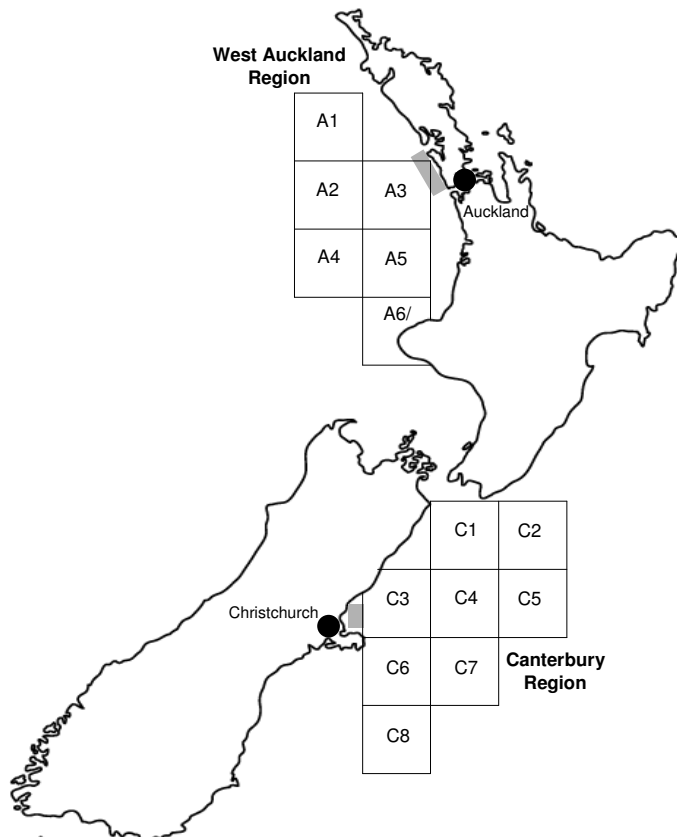 West Auckland
Region
A1
A2
A3
Auckland
A4
A5
A6/
C1
C2
Christchurch
C3
C4
C5
C6
C7
Canterbury
Region
C8